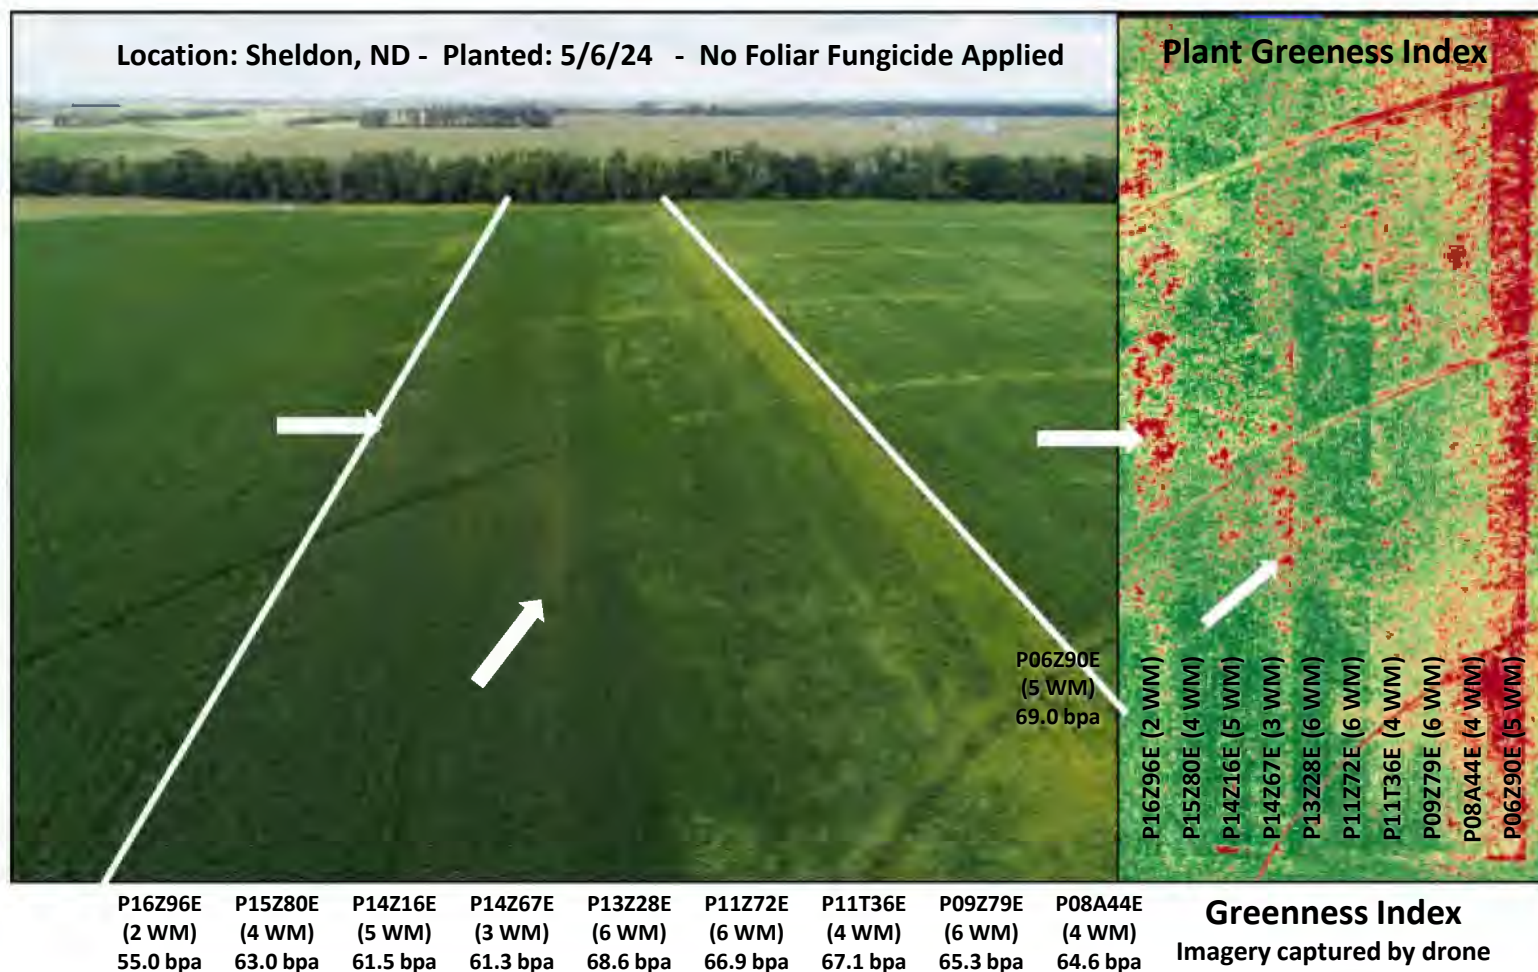 Location: Sheldon, ND - Planted: 5/6/24 - No Foliar Fungicide Applied
Plant Greeness Index
P06Z90E
(5 WM)
69.0 bpa
P16Z96E (2 WM)
P15Z80E (4 WM)
P14Z16E (5 WM)
P14Z67E (3 WM)
P13Z28E (6 WM)
P11Z72E (6 WM)
P11T36E (4 WM)
P09Z79E (6 WM)
P08A44E (4 WM)
P06Z90E (5 WM)
P16Z96E P15Z80E P14Z16E P14Z67E P13Z28E P11Z72E P11T36E P09Z79E P08A44E
(2 WM) (4 WM) (5 WM) (3 WM) (6 WM) (6 WM) (4 WM) (6 WM) (4 WM)
55.0 bpa 63.0 bpa 61.5 bpa 61.3 bpa 68.6 bpa 66.9 bpa 67.1 bpa 65.3 bpa 64.6 bpa
Greenness Index
Imagery captured by drone